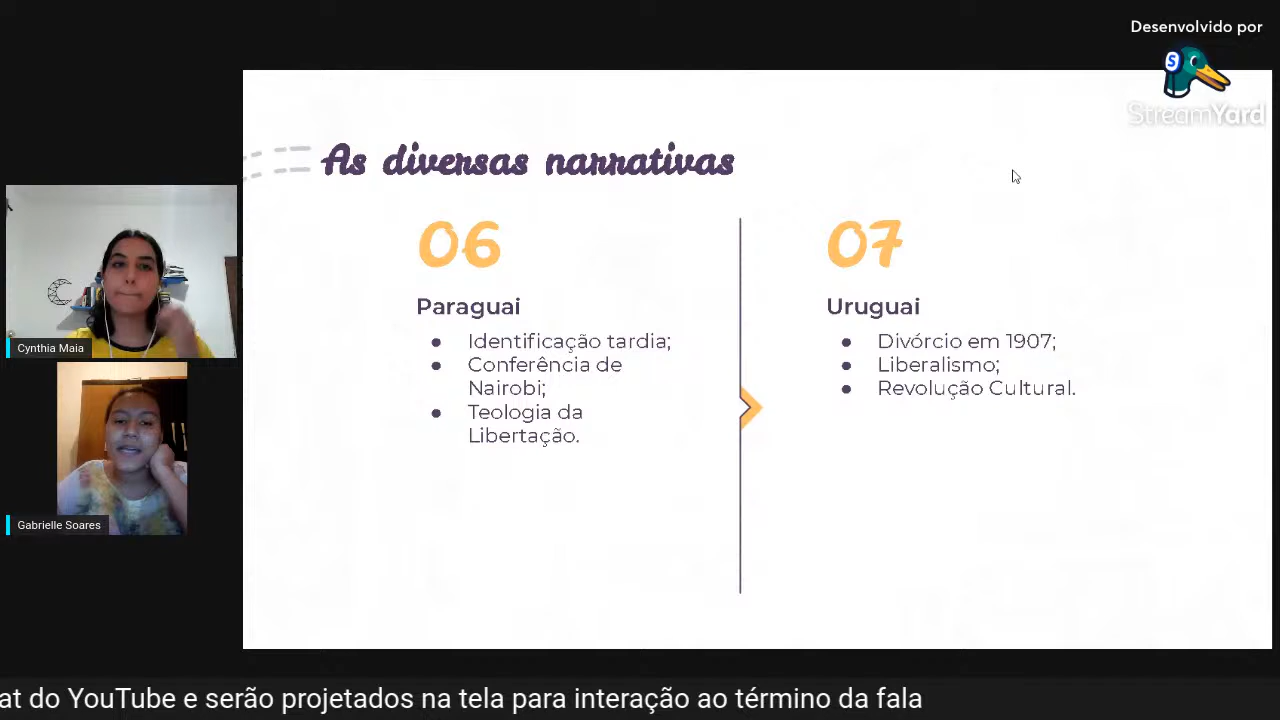 Desenvolvido por
StreamYard
As diversas narrativas
06
Paraguai
Identificação tardia;
Conferência de
Nairobi;
Teologia da
Libertação.
07
Uruguai
Divórcio em 1907;
Liberalismo;
Revolução Cultural.
Cynthia Maia
Gabrielle Soares
at do YouTube e serão projetados na tela para interação ao término da fala